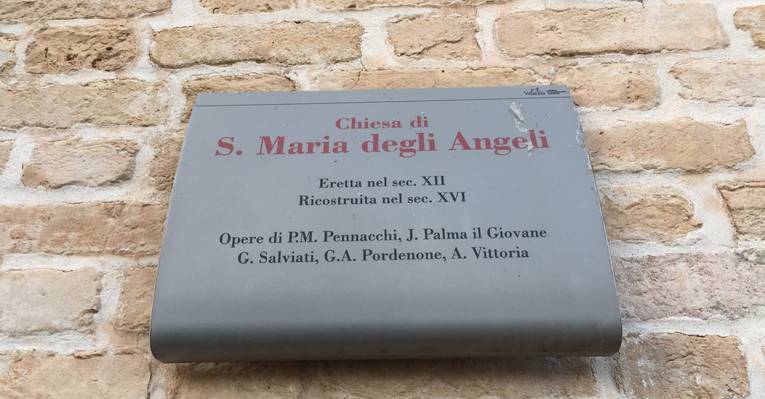 Venezia
Chiesa di
S. Maria degli Angeli
Eretta nel sec. XII
Ricostruita nel sec. XVI
Opere di P.M. Pennacchi, J. Palma il Giovane
G. Salviati, G.A. Pordenone, A. Vittoria